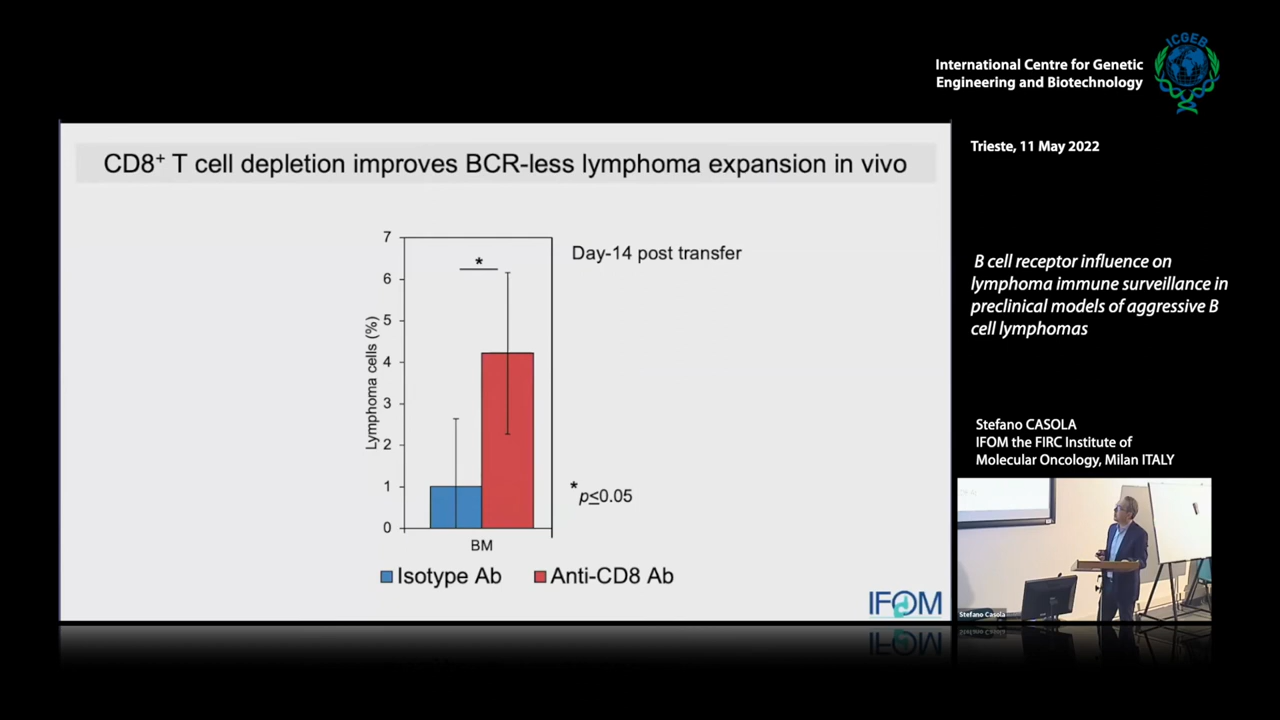 ICGEB
International Centre for Genetic
Engineering and Biotechnology
Trieste, 11 May 2022
CD8+ T cell depletion improves BCR-less lymphoma expansion in vivo
7
6
5
4
3
2
1
0
Lymphoma cells (%)
*
Day-14 post transfer
* p≤0.05
BM
Isotype Ab
Anti-CD8 Ab
IFOM
B cell receptor influence on
lymphoma immune surveillance in
preclinical models of aggressive B
cell lymphomas
Stefano CASOLA
IFOM the FIRC Institute of
Molecular Oncology, Milan ITALY
Stefano Casola